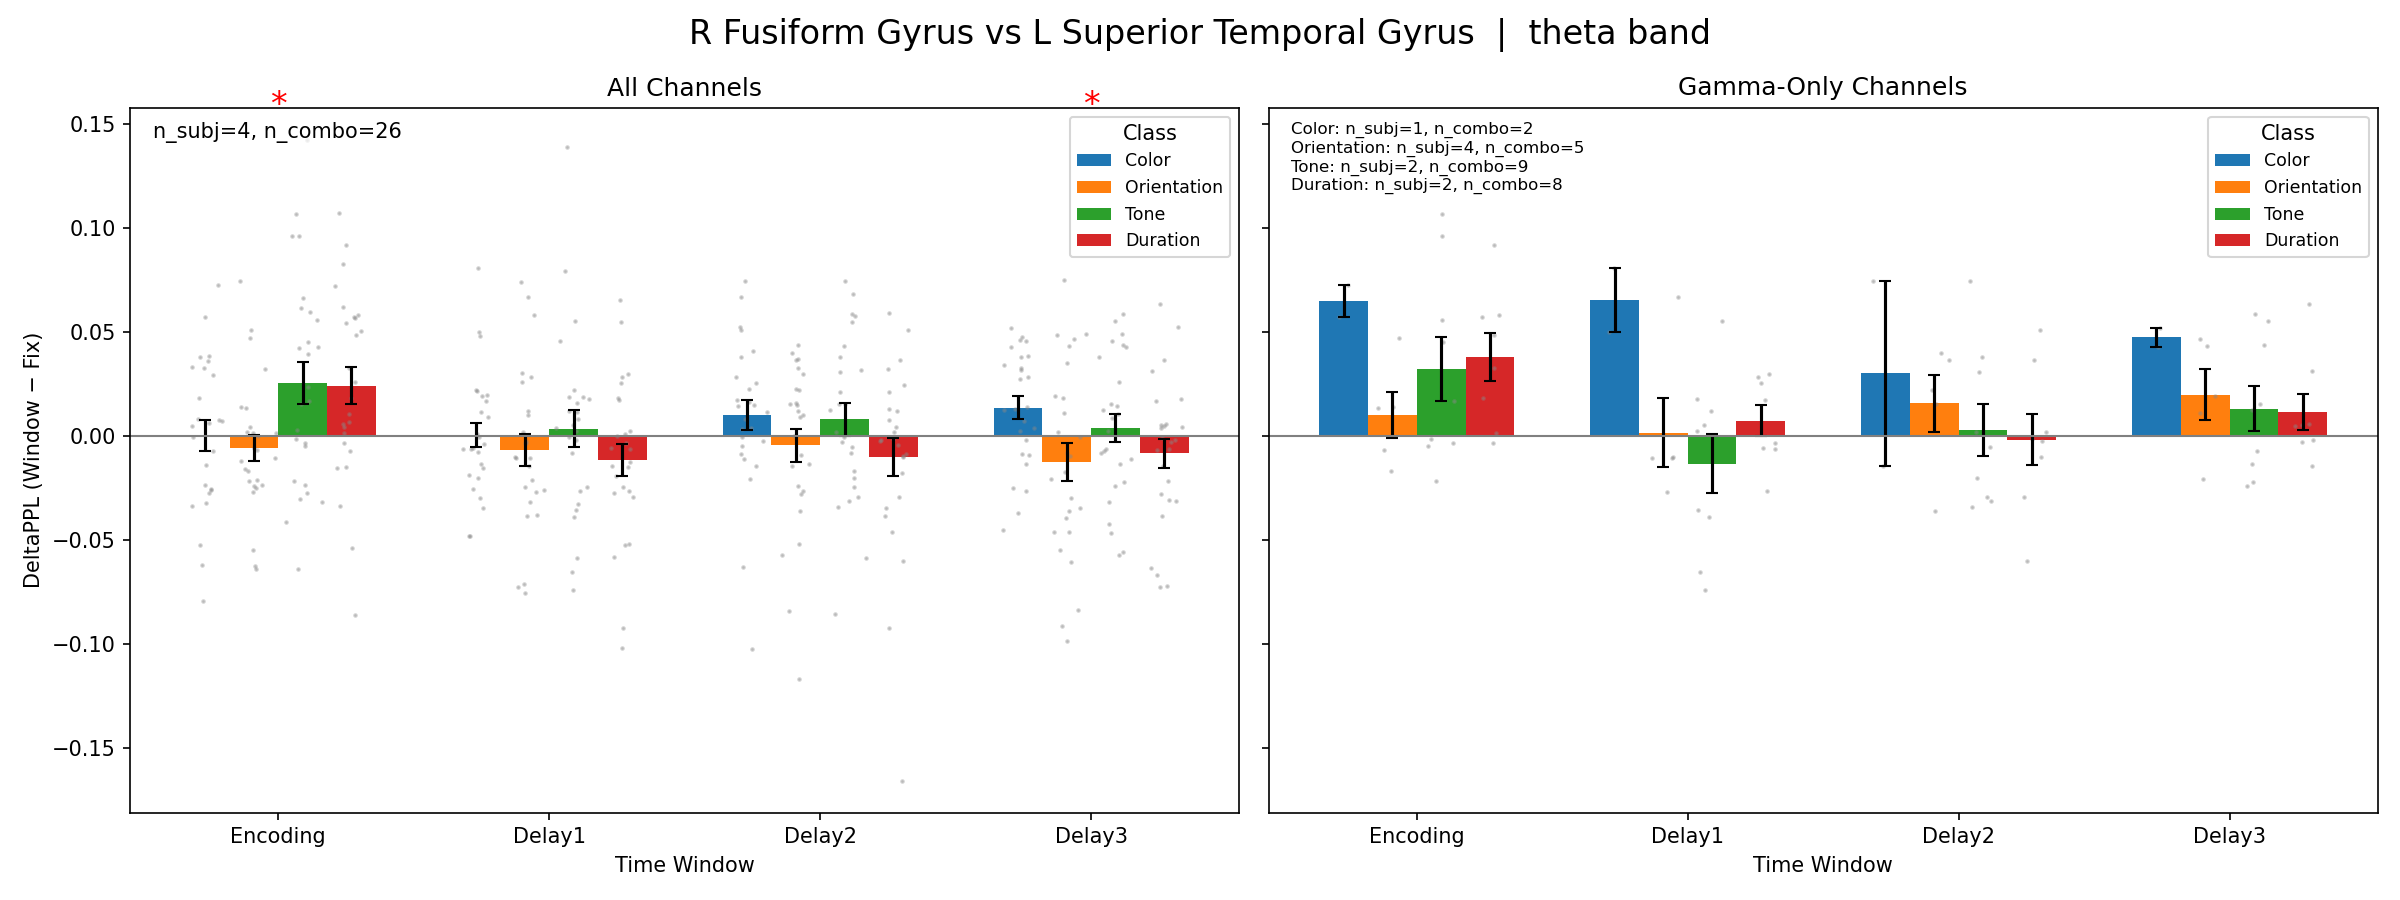 R Fusiform Gyrus vs L Superior Temporal Gyrus | theta band
All Channels
* *
n_subj=4, n_combo=26
Class
Color
Orientation
Tone
Duration
0.15
0.10
0.05
0.00
−0.05
−0.10
−0.15
DeltaPPL (Window − Fix)
Encoding Delay1 Delay2 Delay3
Time Window
Gamma-Only Channels
Color: n_subj=1, n_combo=2
Orientation: n_subj=4, n_combo=5
Tone: n_subj=2, n_combo=9
Duration: n_subj=2, n_combo=8
Class
Color
Orientation
Tone
Duration
Encoding Delay1 Delay2 Delay3
Time Window